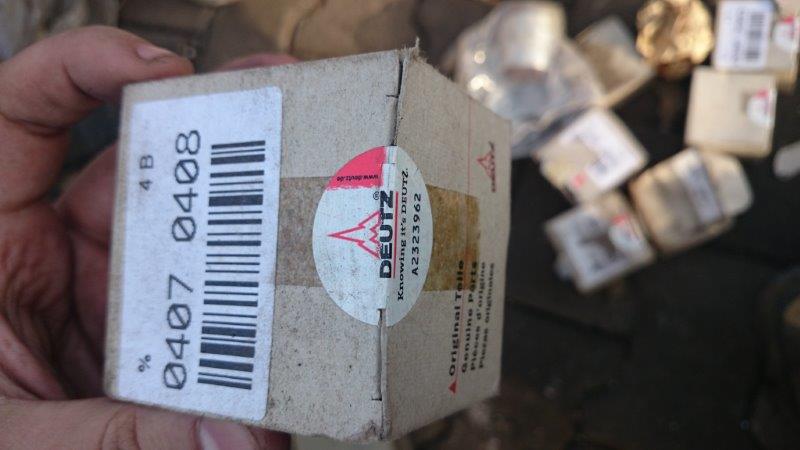 % 4 B
0407 0408
www.deutz.de
DEUTZ®
Knowing it's DEUTZ.
A2323962
DEUTZ
Original Teile
Genuine Parts
Pièces d'origine
Piezas originales